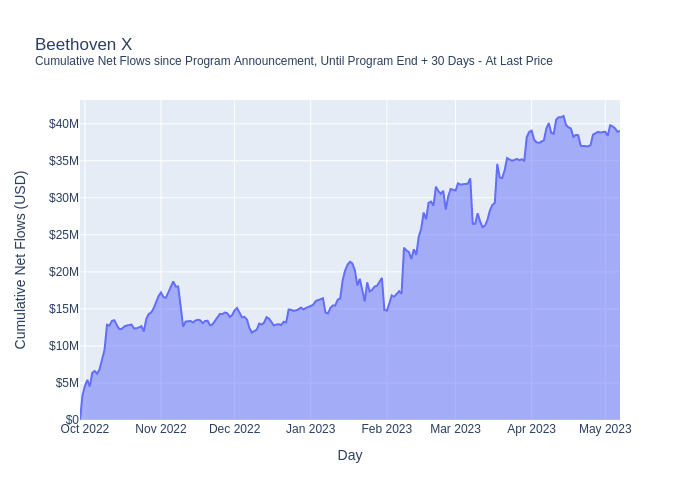 Beethoven X
Cumulative Net Flows since Program Announcement, Until Program End + 30 Days - At Last Price
Cumulative Net Flows (USD)
$40M
$35M
$30M
$25M
$20M
$15M
$10M
$5M
$0
Oct 2022 Nov 2022 Dec 2022 Jan 2023 Feb 2023 Mar 2023 Apr 2023 May 2023
Day